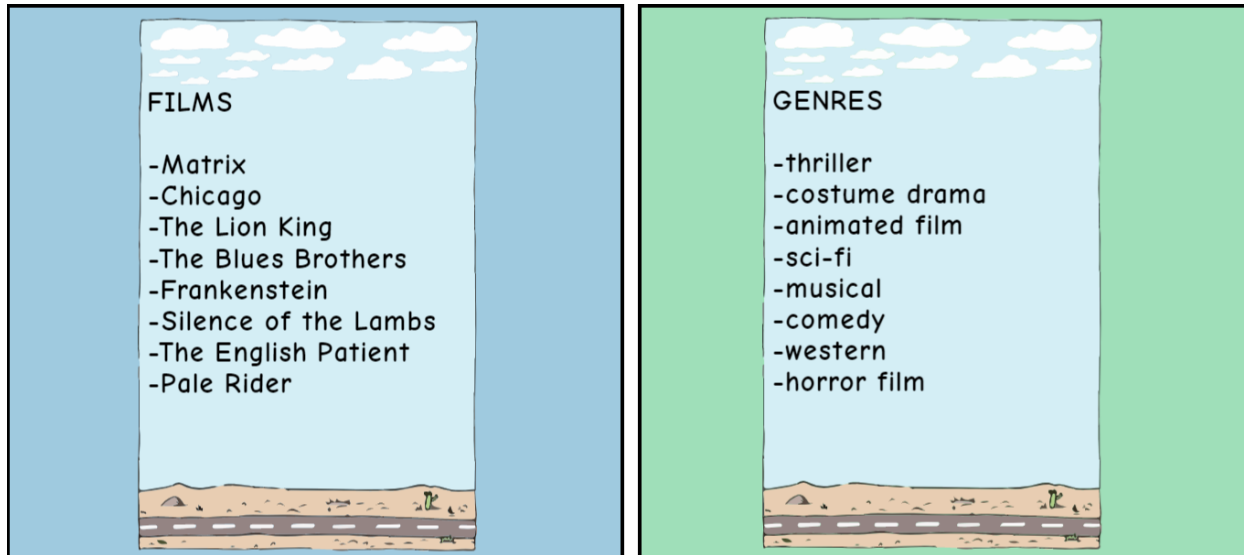 FILMS
-Matrix
-Chicago
-The Lion King
-The Blues Brothers
-Frankenstein
-Silence of the Lambs
-The English Patient
-Pale Rider
GENRES
-thriller
-costume drama
-animated film
-sci-fi
-musical
-comedy
-western
-horror film